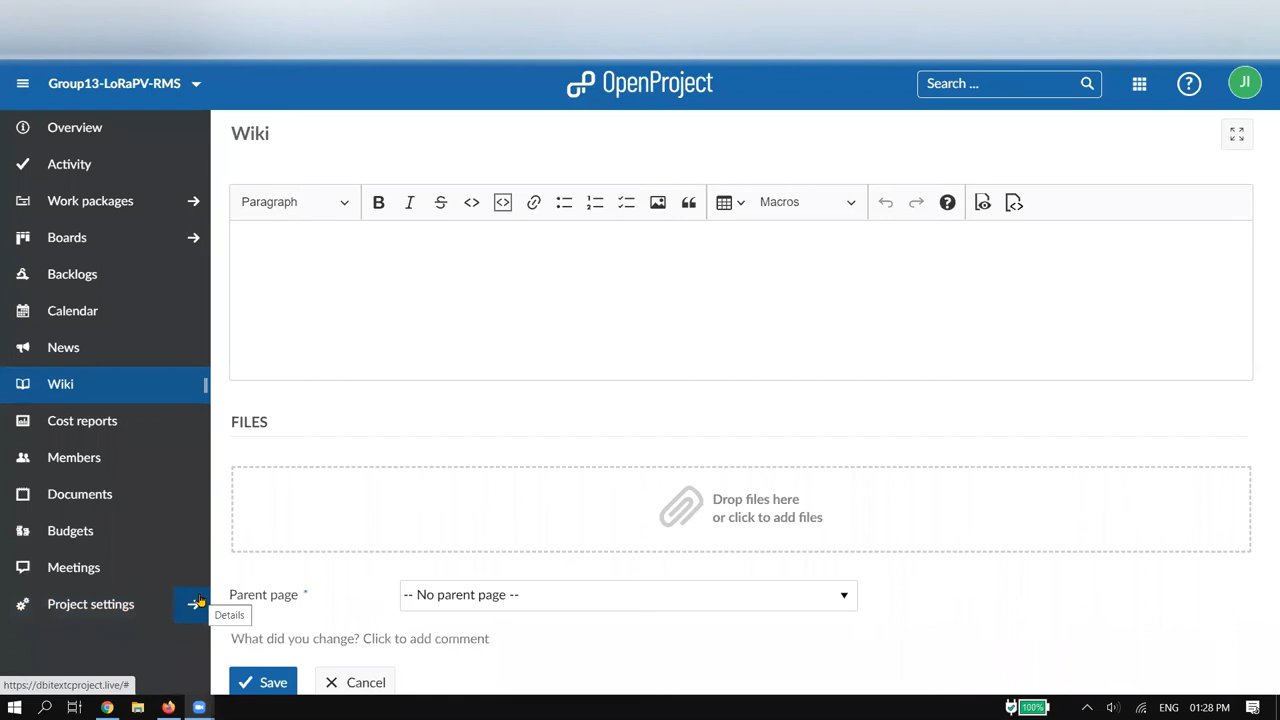 Group13-LoRaPV-RMS
OpenProject
Search ...
?
JI
Overview
Activity
Work packages
Boards
Backlogs
Calendar
News
Wiki
Cost reports
Members
Documents
Budgets
Meetings
Project settings
Details
Wiki
Paragraph
B I S
Macros
FILES
Drop files here
or click to add files
Parent page *
-- No parent page --
What did you change? Click to add comment
Save
Cancel
https://dbitextcproject.live/#
100%
ENG
01:28 PM